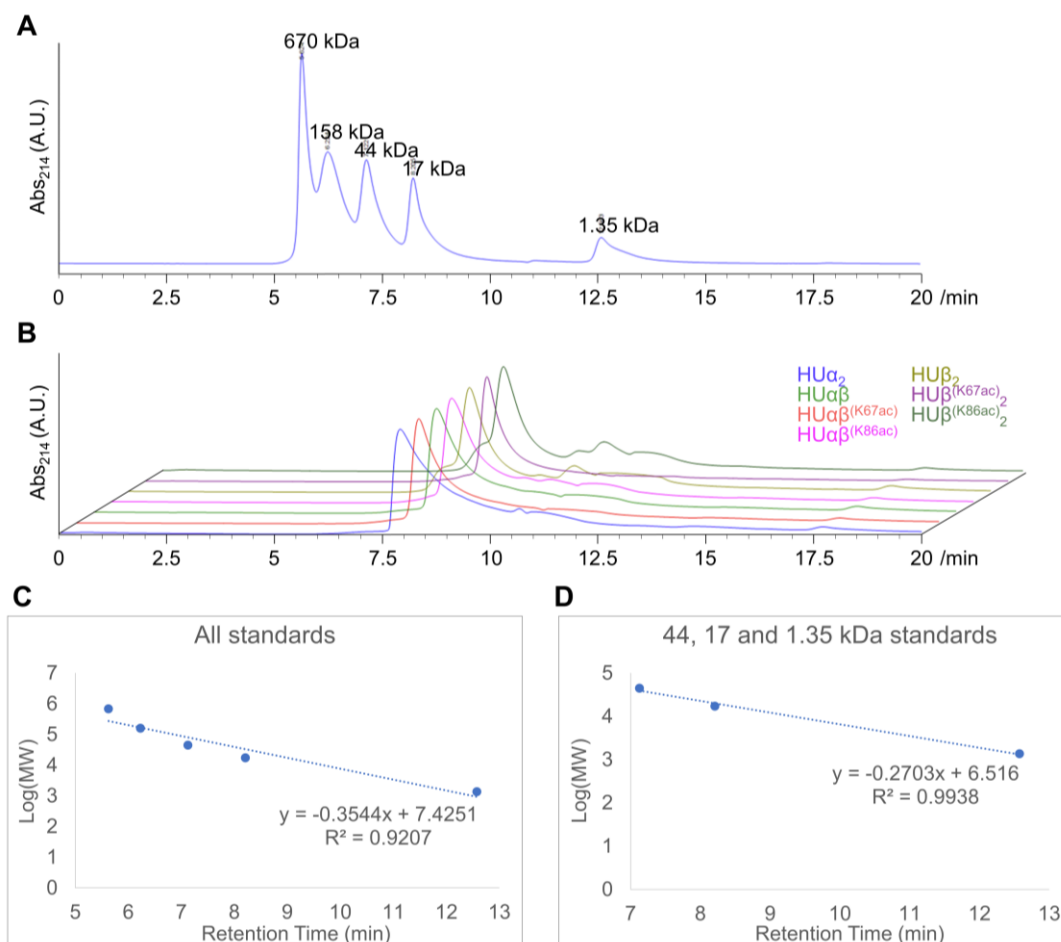 A
670 kDa
158 kDa
44 kDa
17 kDa
1.35 kDa
Abs₂₁₄ (A.U.)
0 2.5 5 7.5 10 12.5 15 17.5 20 /min
B
HUα₂ HUβ₂
HUαβ HUβ⁽ᴷ⁶⁷ᵃᶜ⁾₂
HUαβ⁽ᴷ⁶⁷ᵃᶜ⁾ HUβ⁽ᴷ⁸⁶ᵃᶜ⁾₂
HUαβ⁽ᴷ⁸⁶ᵃᶜ⁾
Abs₂₁₄ (A.U.)
0 2.5 5 7.5 10 12.5 15 17.5 20 /min
C
All standards
7
6
5
4
3
2
1
0
Log(MW)
y = -0.3544x + 7.4251
R² = 0.9207
5 6 7 8 9 10 11 12 13
Retention Time (min)
D
44, 17 and 1.35 kDa standards
5
4
3
2
1
0
Log(MW)
y = -0.2703x + 6.516
R² = 0.9938
7 8 9 10 11 12 13
Retention Time (min)